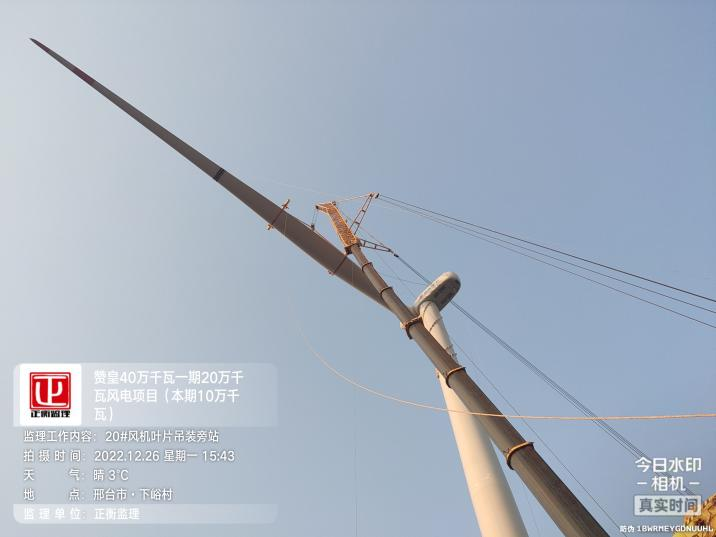 赞皇40万千瓦一期20万千
瓦风电项目（本期10万千
瓦）
正衡监理
监理工作内容：20#风机叶片吊装旁站
拍 摄 时 间：2022.12.26 星期一 15:43
天 气：晴 3℃
地 点：邢台市·下峪村
监 理 单 位：正衡监理
今日水印
相机
真实时间
防伪 1BWRMEYGDNUUHL